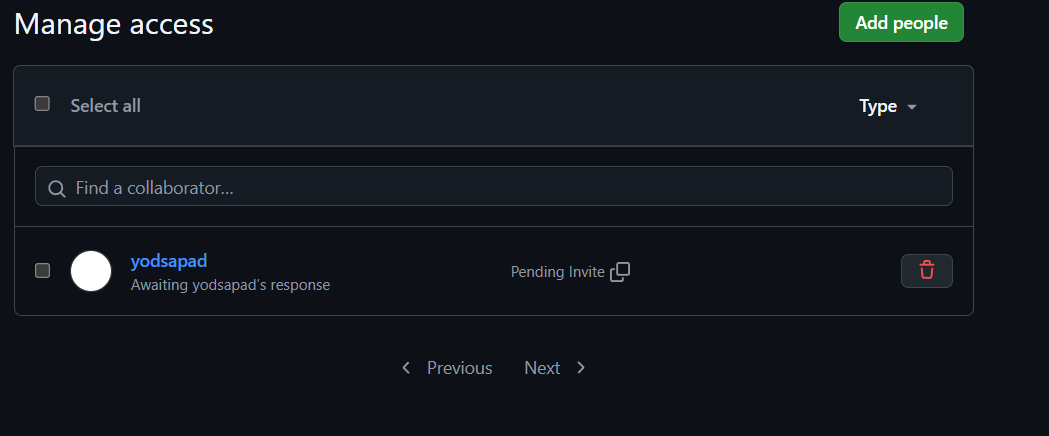 Manage access
Add people
Select all
Type
Find a collaborator...
yodsapad
Awaiting yodsapad's response
Pending Invite
Previous
Next